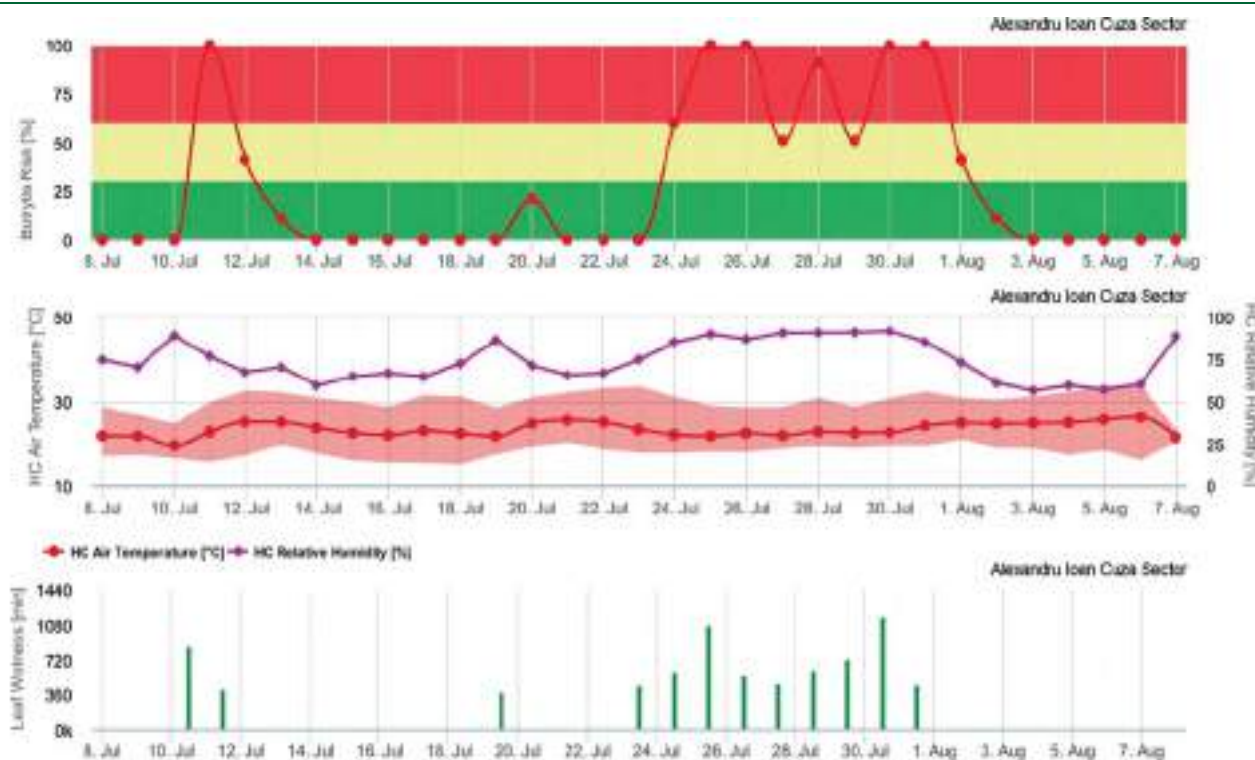 Alexandru Ioan Cuza Sector
100
75
50
25
0
8. Jul 10. Jul 12. Jul 14. Jul 16. Jul 18. Jul 20. Jul 22. Jul 24. Jul 26. Jul 28. Jul 30. Jul 1. Aug 3. Aug 5. Aug 7. Aug
Botrytis Risk [%]
Alexandru Ioan Cuza Sector
50 100
75
30 50
25
10 0
HC Air Temperature [°C]
HC Relative Humidity [%]
8. Jul 10. Jul 12. Jul 14. Jul 16. Jul 18. Jul 20. Jul 22. Jul 24. Jul 26. Jul 28. Jul 30. Jul 1. Aug 3. Aug 5. Aug 7. Aug
HC Air Temperature [°C] HC Relative Humidity [%]
Alexandru Ioan Cuza Sector
1440
1080
720
360
0k
Leaf Wetness [min]
8. Jul 10. Jul 12. Jul 14. Jul 16. Jul 18. Jul 20. Jul 22. Jul 24. Jul 26. Jul 28. Jul 30. Jul 1. Aug 3. Aug 5. Aug 7. Aug